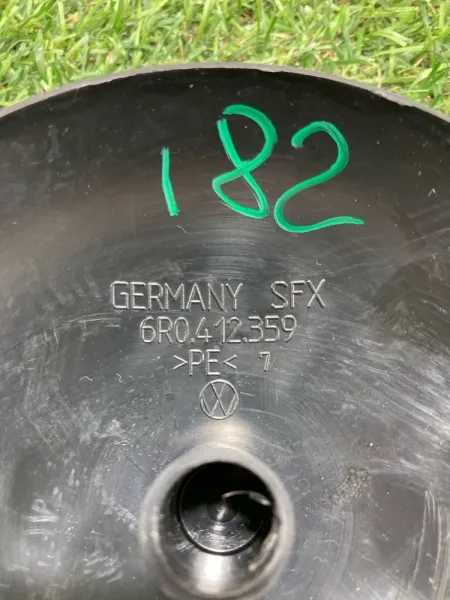 182
GERMANY SFX
6R0.412.359
>PE< 7